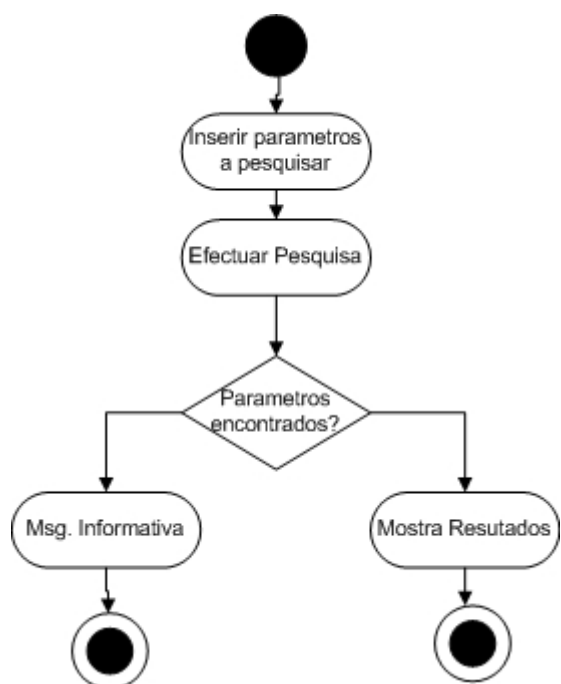 Inserir parametros
a pesquisar
Efectuar Pesquisa
Parametros
encontrados?
Msg. Informativa
Mostra Resutados